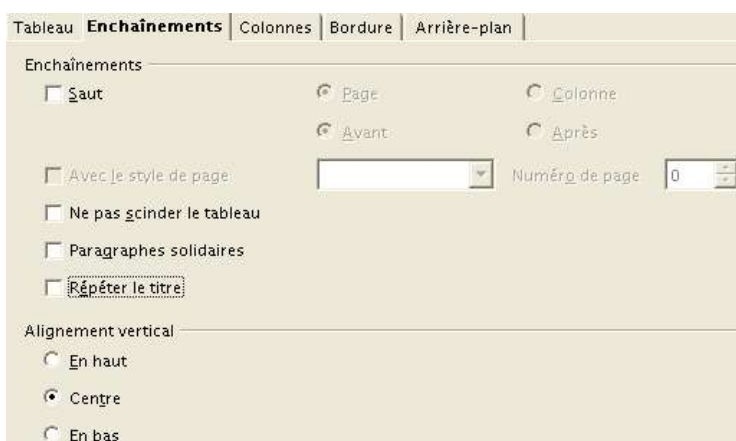 Tableau Enchaînements Colonnes Bordure Arrière-plan
Enchaînements
Saut Page Colonne
Avant Après
Avec le style de page Numéro de page 0
Ne pas scinder le tableau
Paragraphes solidaires
Répéter le titre
Alignement vertical
En haut
Centre
En bas